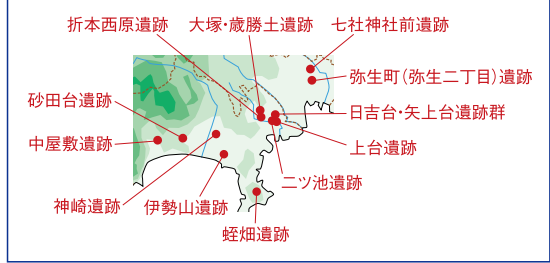 折本西原遺跡
大塚・歳勝土遺跡
七社神社前遺跡
弥生町（弥生二丁目）遺跡
砂田台遺跡
日吉台・矢上台遺跡群
中屋敷遺跡
上台遺跡
二ツ池遺跡
神崎遺跡
伊勢山遺跡
蛭畑遺跡